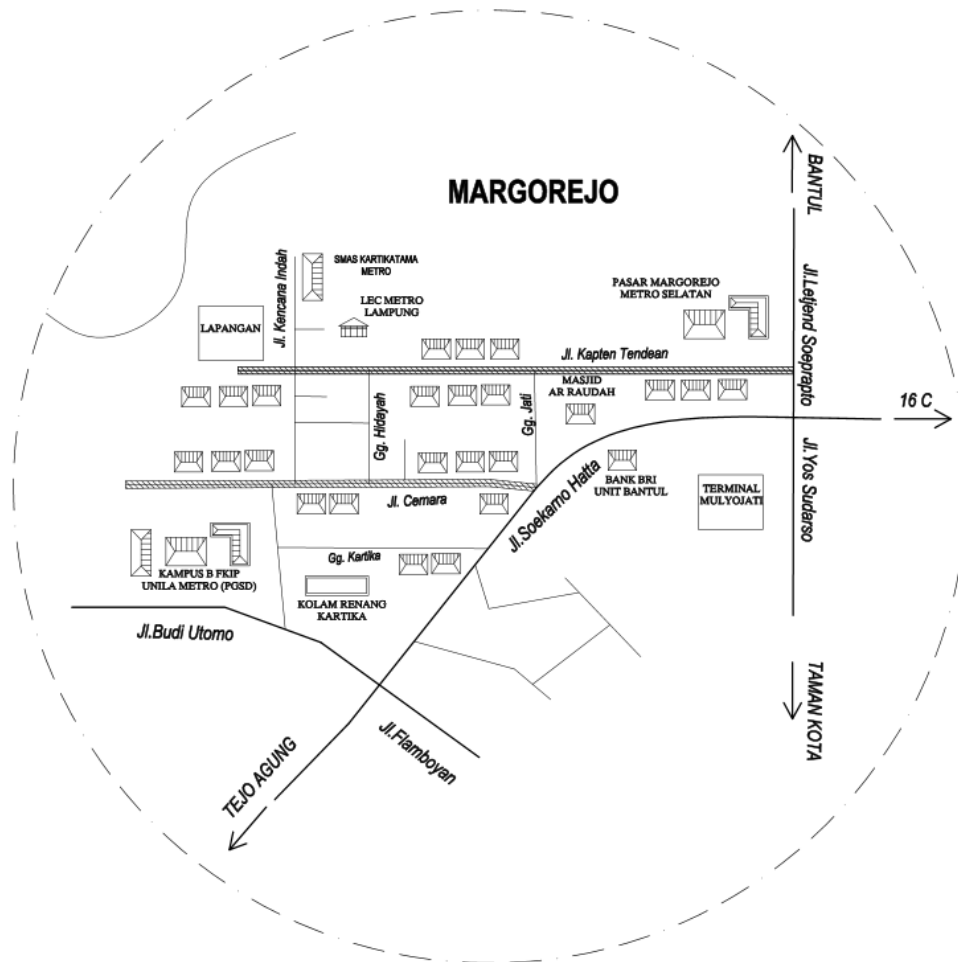 MARGOREJO
BANTUL
Jl.Letjend Soeprapto
Jl. Kencana Indah
SMAS KARTIKATAMA
METRO
LEC METRO
LAMPUNG
LAPANGAN
PASAR MARGOREJO
METRO SELATAN
Jl. Kapten Tendean
MASJID
AR RAUDAH
Gg. Hidayah
Gg. Jati
16 C
Jl.Yos Sudarso
Jl.Soekarno Hatta
BANK BRI
UNIT BANTUL
TERMINAL
MULYOJATI
Jl. Cemara
Gg. Kartika
KAMPUS B FKIP
UNILA METRO (PGSD)
KOLAM RENANG
KARTIKA
Jl.Budi Utomo
TAMAN KOTA
Jl.Flamboyan
TEJO AGUNG